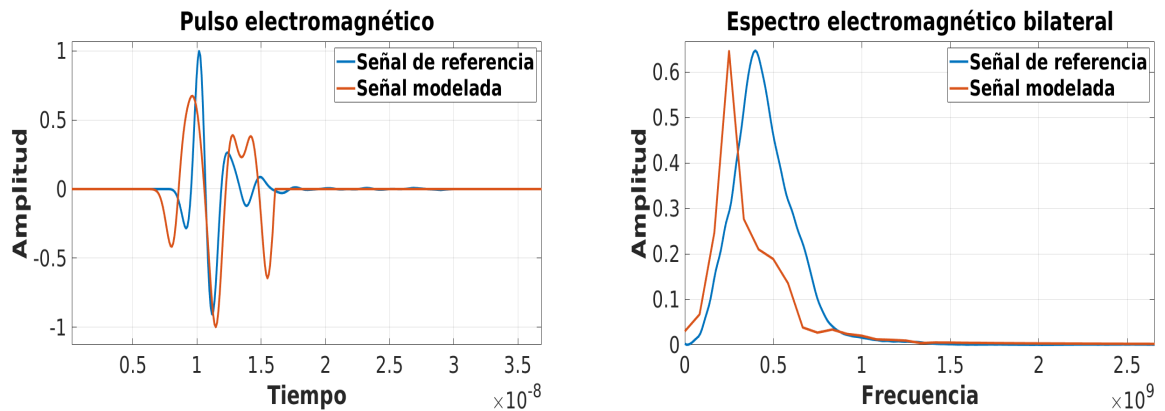 Pulso electromagnético
Señal de referencia
Señal modelada
1
0.5
0
-0.5
-1
Amplitud
0.5 1 1.5 2 2.5 3 3.5
Tiempo
×10-8
Espectro electromagnético bilateral
Señal de referencia
Señal modelada
0.6
0.5
0.4
0.3
0.2
0.1
0
Amplitud
0 0.5 1 1.5 2 2.5
Frecuencia
×109